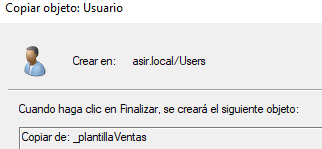 Copiar objeto: Usuario
Crear en: asir.local/Users
Cuando haga clic en Finalizar, se creará el siguiente objeto:
Copiar de: _plantillaVentas